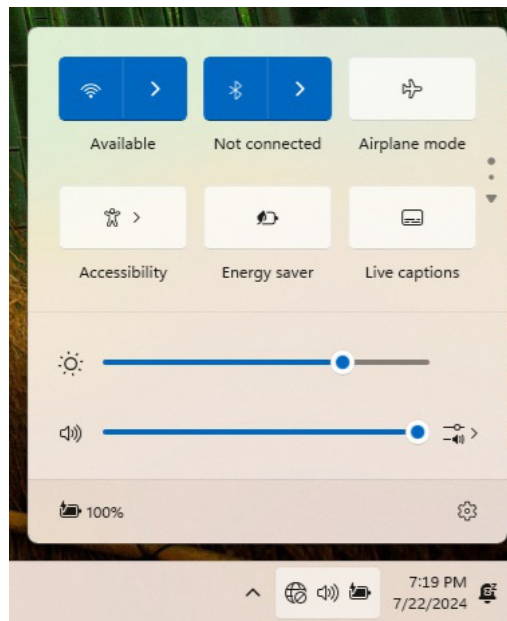 Available
Not connected
Airplane mode
Accessibility
Energy saver
Live captions
100%
7:19 PM
7/22/2024